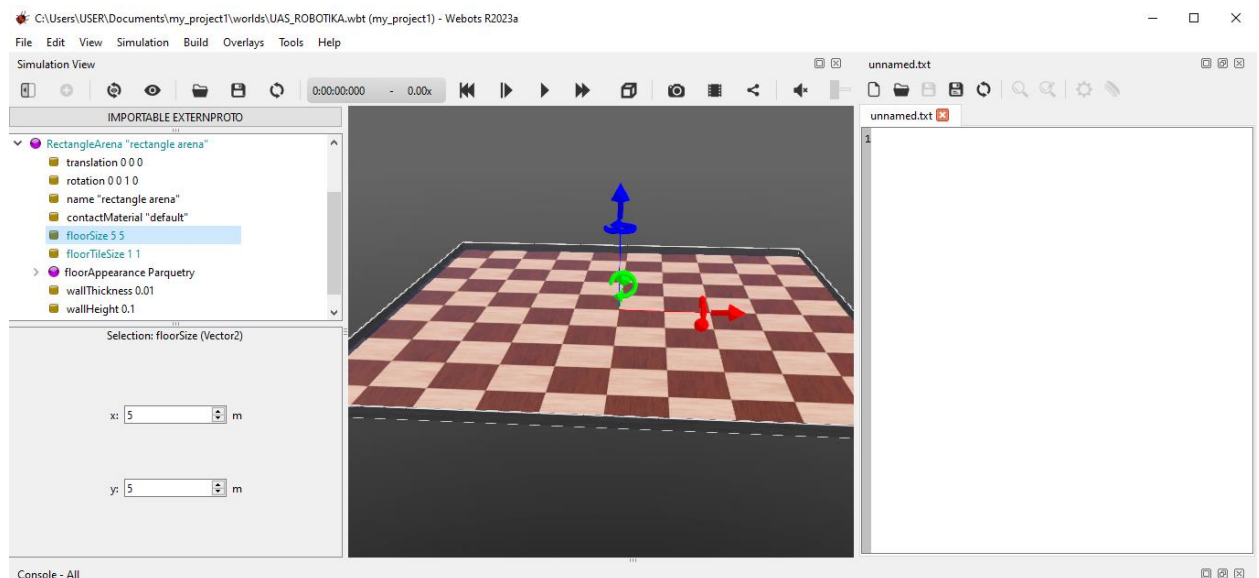 C:\Users\USER\Documents\my_project1\worlds\UAS_ROBOTIKA.wbt (my_project1) - Webots R2023a
File Edit View Simulation Build Overlays Tools Help
Simulation View
unnamed.txt
0:00:00:000 - 0.00x
IMPORTABLE EXTERNPROTO
unnamed.txt
RectangleArena "rectangle arena"
1
translation 0 0 0
rotation 0 0 1 0
name "rectangle arena"
contactMaterial "default"
floorSize 5 5
floorTileSize 1 1
floorAppearance Parquetry
wallThickness 0.01
wallHeight 0.1
Selection: floorSize (Vector2)
x: 5 m
y: 5 m
Console - All